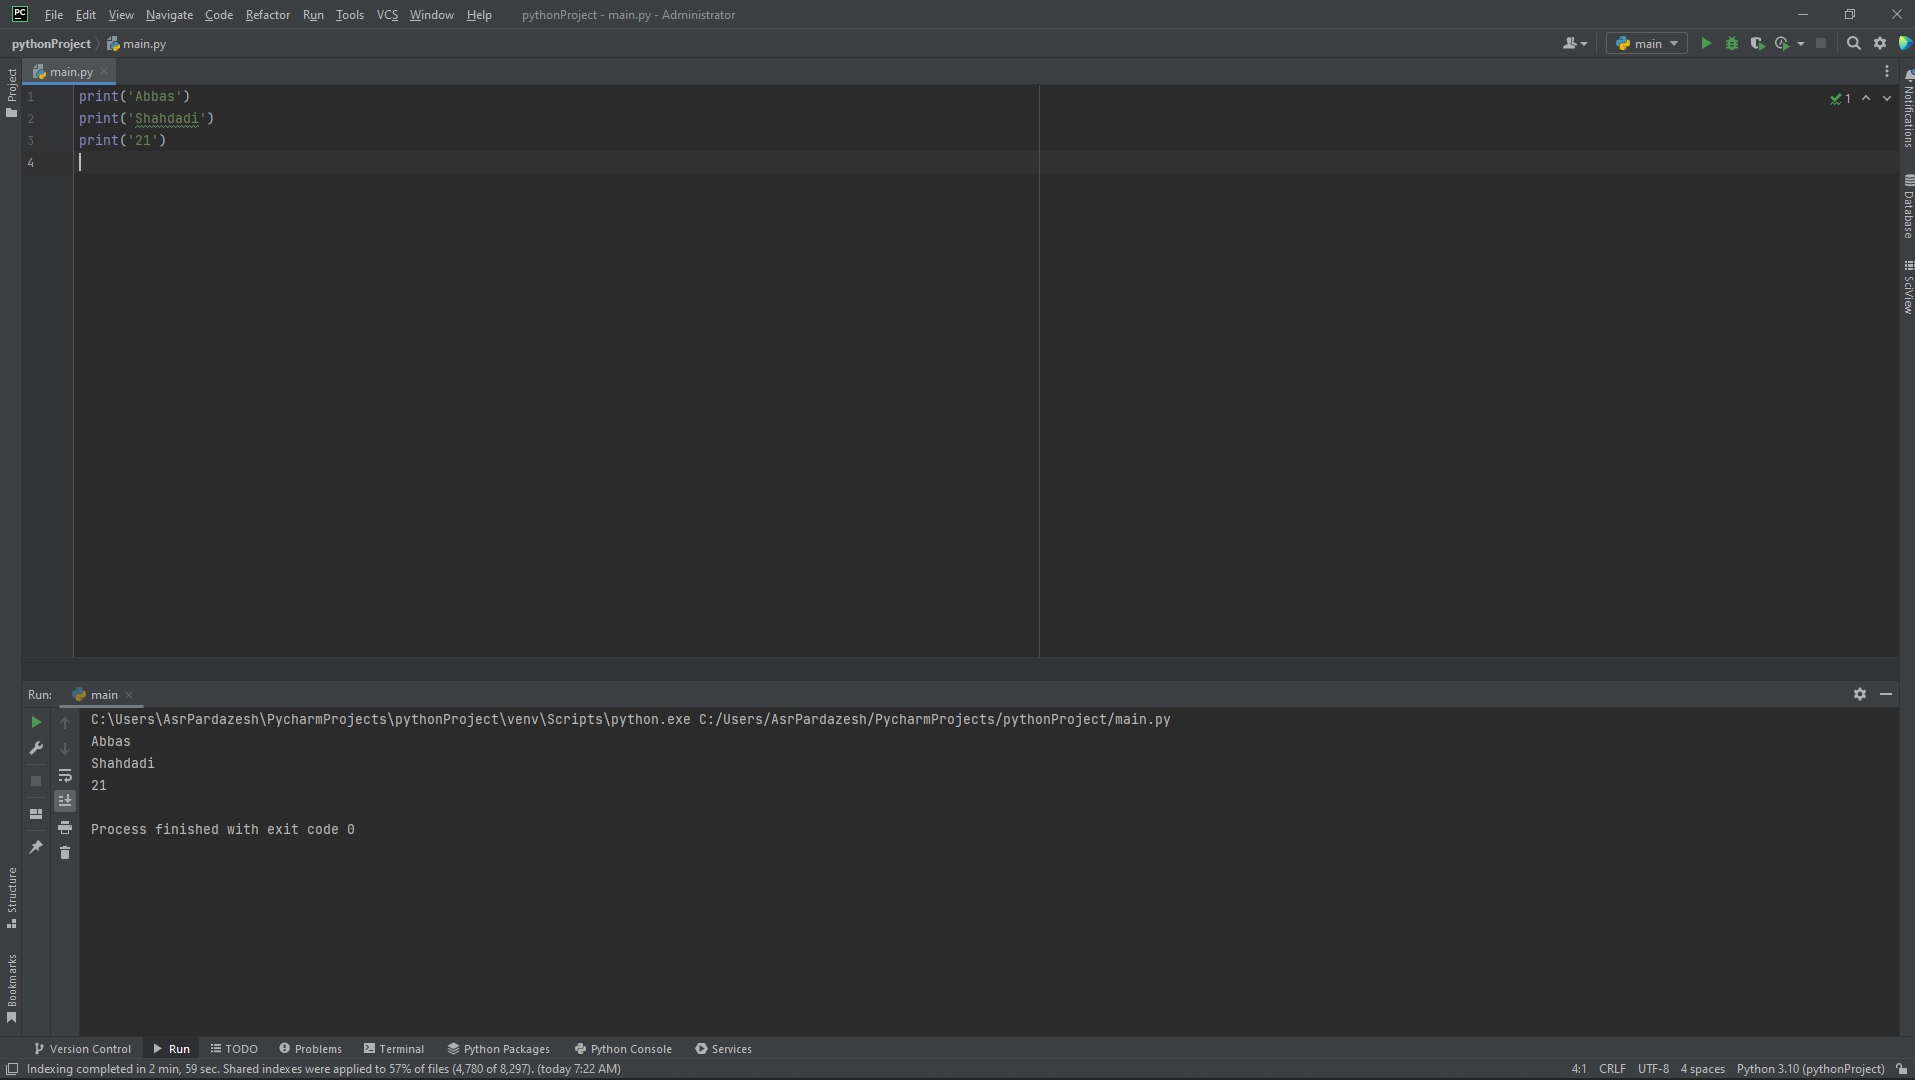 PC File Edit View Navigate Code Refactor Run Tools VCS Window Help pythonProject - main.py - Administrator
pythonProject main.py main
Project
main.py
1 print('Abbas')
2 print('Shahdadi')
3 print('21')
4
1
Notifications
Database
SciView
Run: main
C:\Users\AsrPardazesh\PycharmProjects\pythonProject\venv\Scripts\python.exe C:/Users/AsrPardazesh/PycharmProjects/pythonProject/main.py
Abbas
Shahdadi
21
Process finished with exit code 0
Structure
Bookmarks
Version Control Run TODO Problems Terminal Python Packages Python Console Services
Indexing completed in 2 min, 59 sec. Shared indexes were applied to 57% of files (4,780 of 8,297). (today 7:22 AM) 4:1 CRLF UTF-8 4 spaces Python 3.10 (pythonProject)